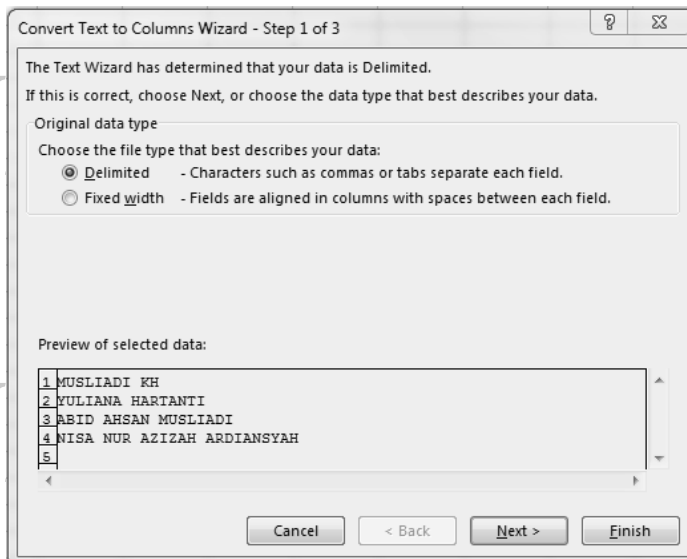 Convert Text to Columns Wizard - Step 1 of 3
The Text Wizard has determined that your data is Delimited.
If this is correct, choose Next, or choose the data type that best describes your data.
Original data type
Choose the file type that best describes your data:
Delimited - Characters such as commas or tabs separate each field.
Fixed width - Fields are aligned in columns with spaces between each field.
Preview of selected data:
1 MUSLIADI KH
2 YULIANA HARTANTI
3 ABID AHSAN MUSLIADI
4 NISA NUR AZIZAH ARDIANSYAH
5
Cancel < Back Next > Finish